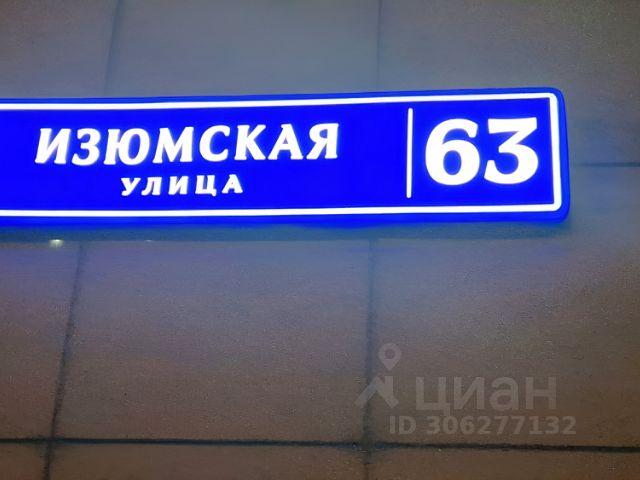 ИЗЮМСКАЯ 63
УЛИЦА
циан
ID 306277132